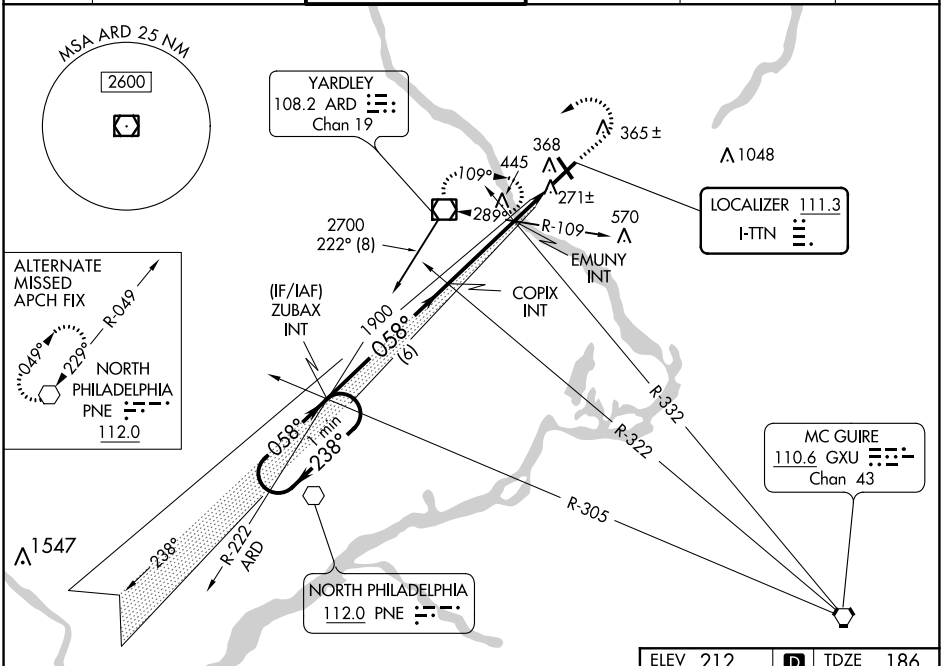 MSA ARD 25 NM
2600
YARDLEY
108.2 ARD
Chan 19
365 ±
368
445
1048
109°
271±
289°
R-109
570
LOCALIZER 111.3
I-TTN
2700
222° (8)
EMUNY
INT
ALTERNATE
MISSED
APCH FIX
R-049
049°
229°
NORTH
PHILADELPHIA
PNE
112.0
(IF/IAF)
ZUBAX
INT
1900
058°
(6)
COPIX
INT
R-332
R-322
058°
1 min
238°
MC GUIRE
110.6 GXU
Chan 43
R-305
1547
238°
R-222
ARD
NORTH PHILADELPHIA
112.0 PNE
ELEV 212 D TDZE 186